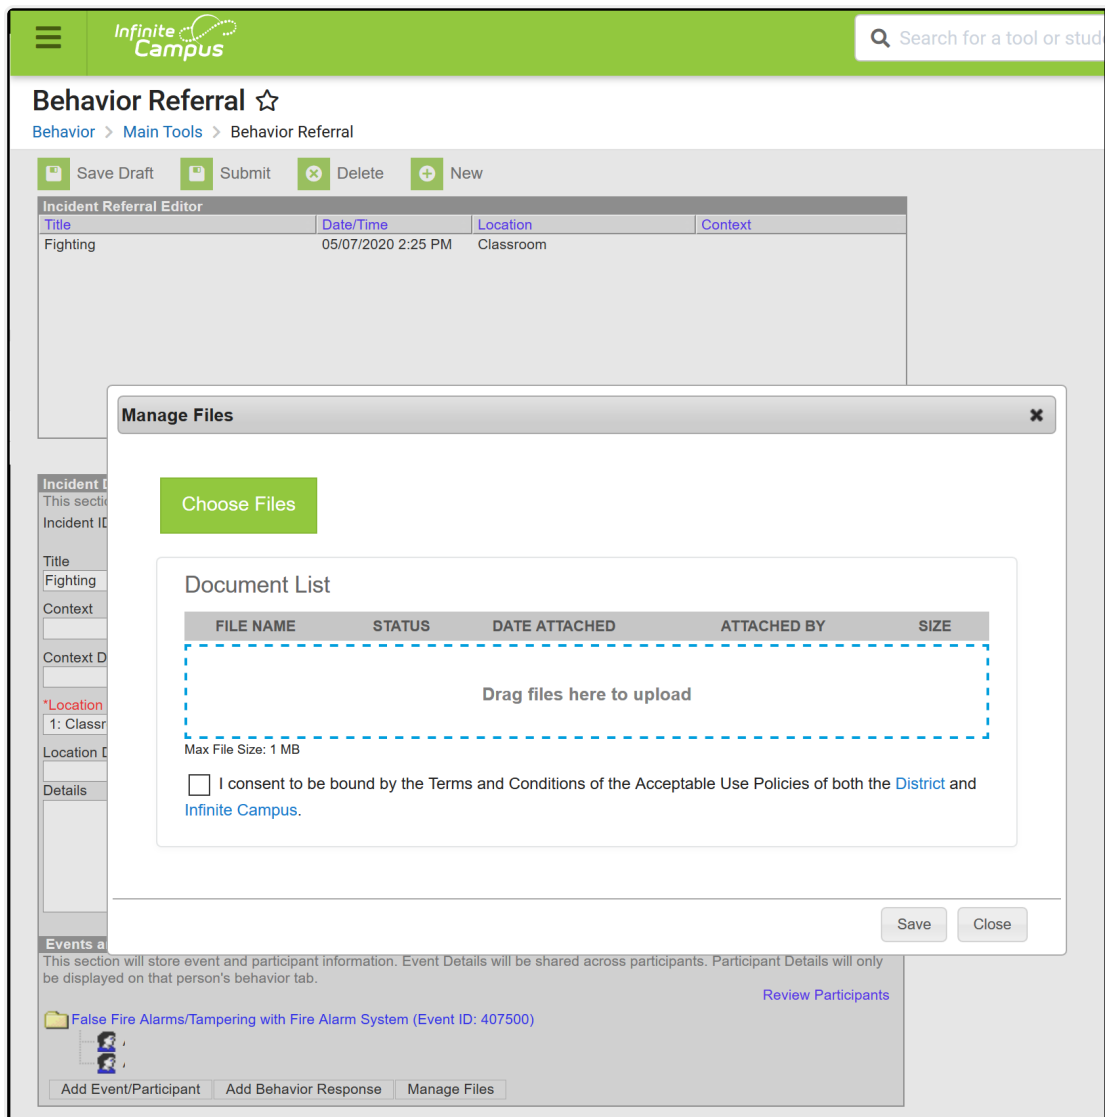 Infinite
Campus
Search for a tool or stud
Behavior Referral
Behavior > Main Tools > Behavior Referral
Save Draft Submit Delete New
Incident Referral Editor
Title Date/Time Location Context
Fighting 05/07/2020 2:25 PM Classroom
Manage Files
Choose Files
Document List
FILE NAME STATUS DATE ATTACHED ATTACHED BY SIZE
Drag files here to upload
Max File Size: 1 MB
I consent to be bound by the Terms and Conditions of the Acceptable Use Policies of both the District and
Infinite Campus.
Save Close
Incident
This secti
Incident ID
Title
Fighting
Context
Context D
*Location
1: Classr
Location D
Details
Events a
This section will store event and participant information. Event Details will be shared across participants. Participant Details will only
be displayed on that person's behavior tab.
Review Participants
False Fire Alarms/Tampering with Fire Alarm System (Event ID: 407500)
Add Event/Participant Add Behavior Response Manage Files